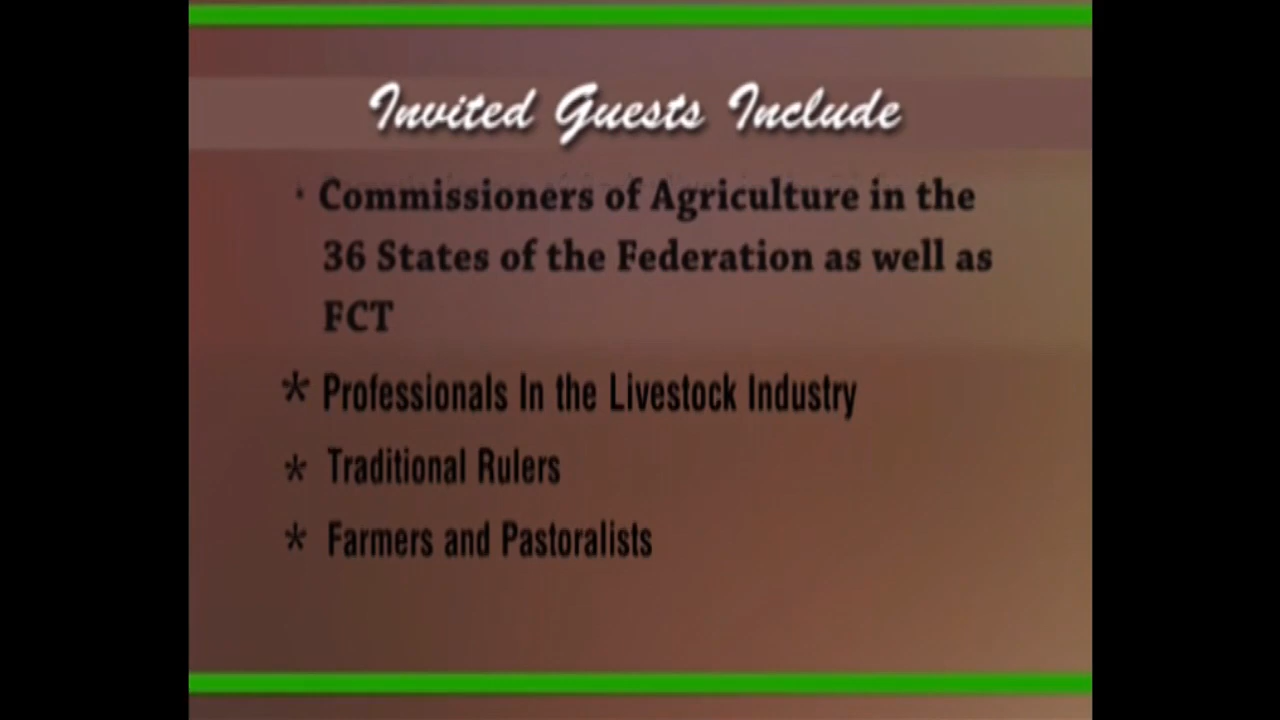 Invited Guests Include
· Commissioners of Agriculture in the
36 States of the Federation as well as
FCT
* Professionals In the Livestock Industry
* Traditional Rulers
* Farmers and Pastoralists